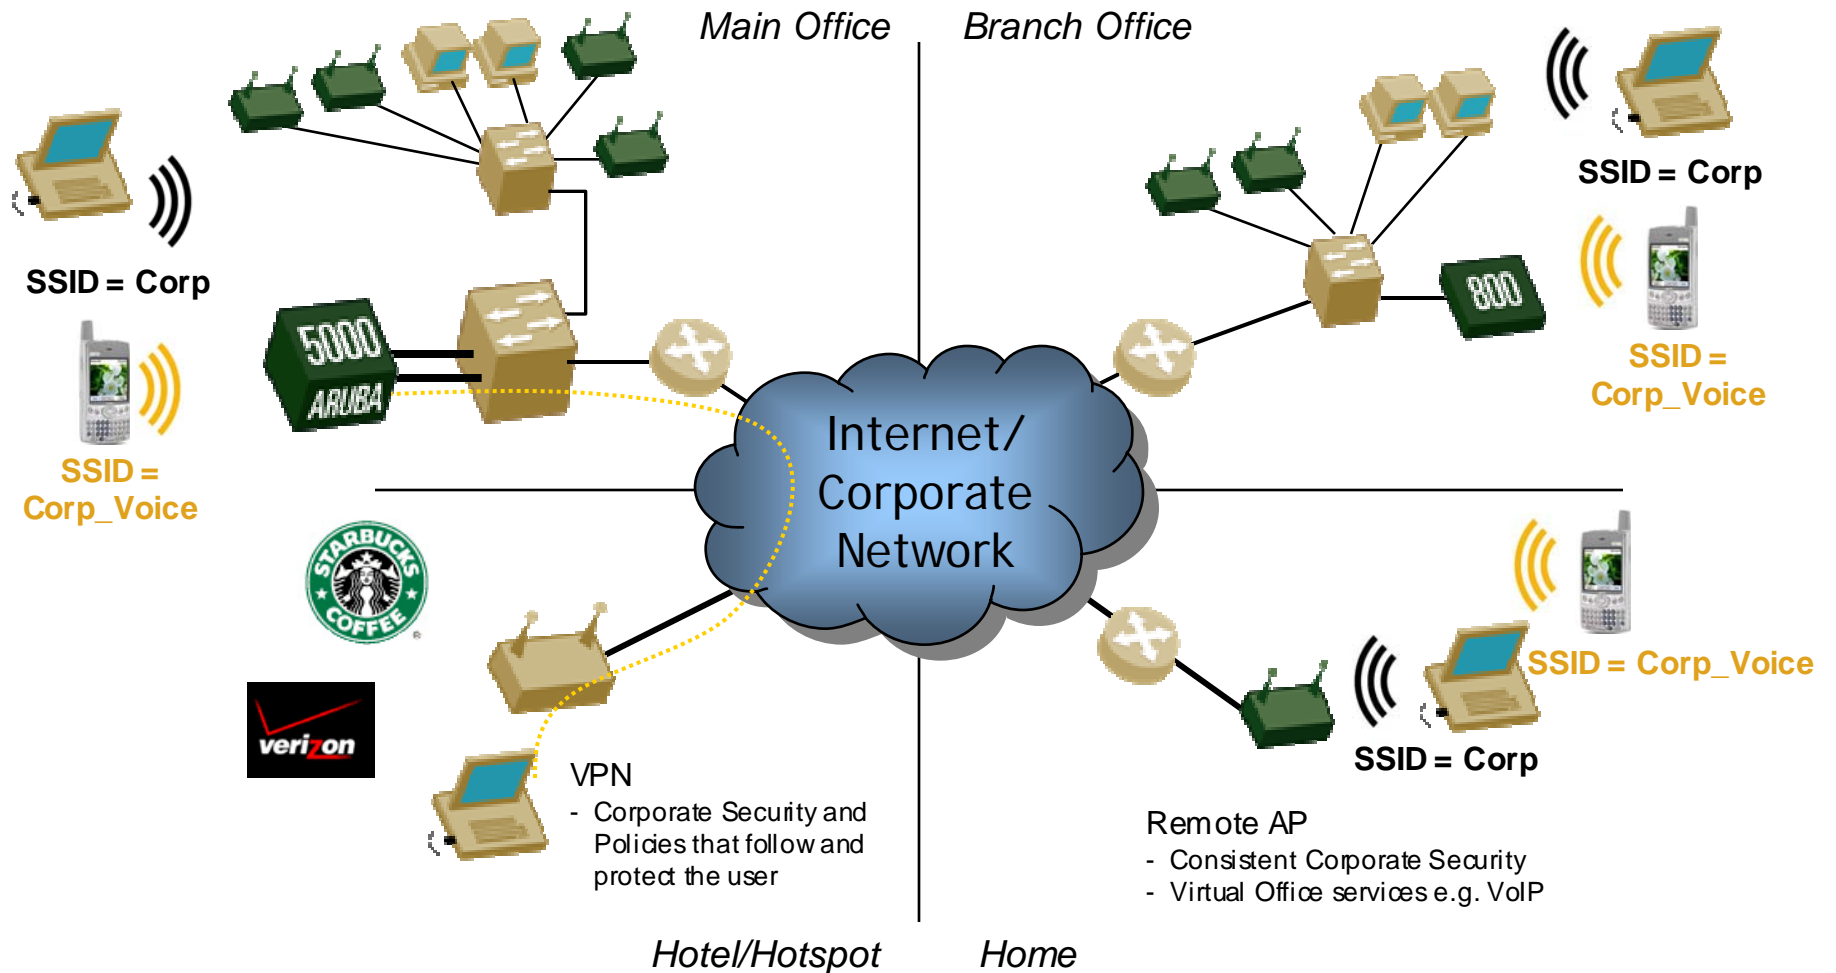 Main Office
Branch Office
SSID = Corp
5000
ARUBA
SSID =
Corp_Voice
SSID = Corp
800
SSID =
Corp_Voice
Internet/
Corporate
Network
STARBUCKS
COFFEE
®
verizon
VPN
- Corporate Security and
Policies that follow and
protect the user
SSID = Corp_Voice
SSID = Corp
Remote AP
- Consistent Corporate Security
- Virtual Office services e.g. VoIP
Hotel/Hotspot
Home